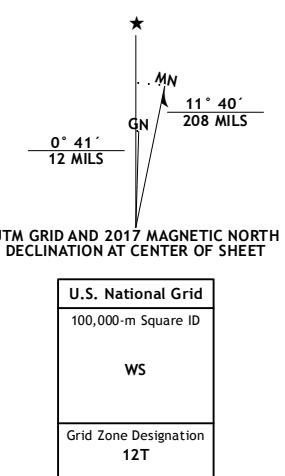 ★
MN
GN
11° 40´
208 MILS
0° 41´
12 MILS
UTM GRID AND 2017 MAGNETIC NORTH
DECLINATION AT CENTER OF SHEET
U.S. National Grid
100,000-m Square ID
WS
Grid Zone Designation
12T